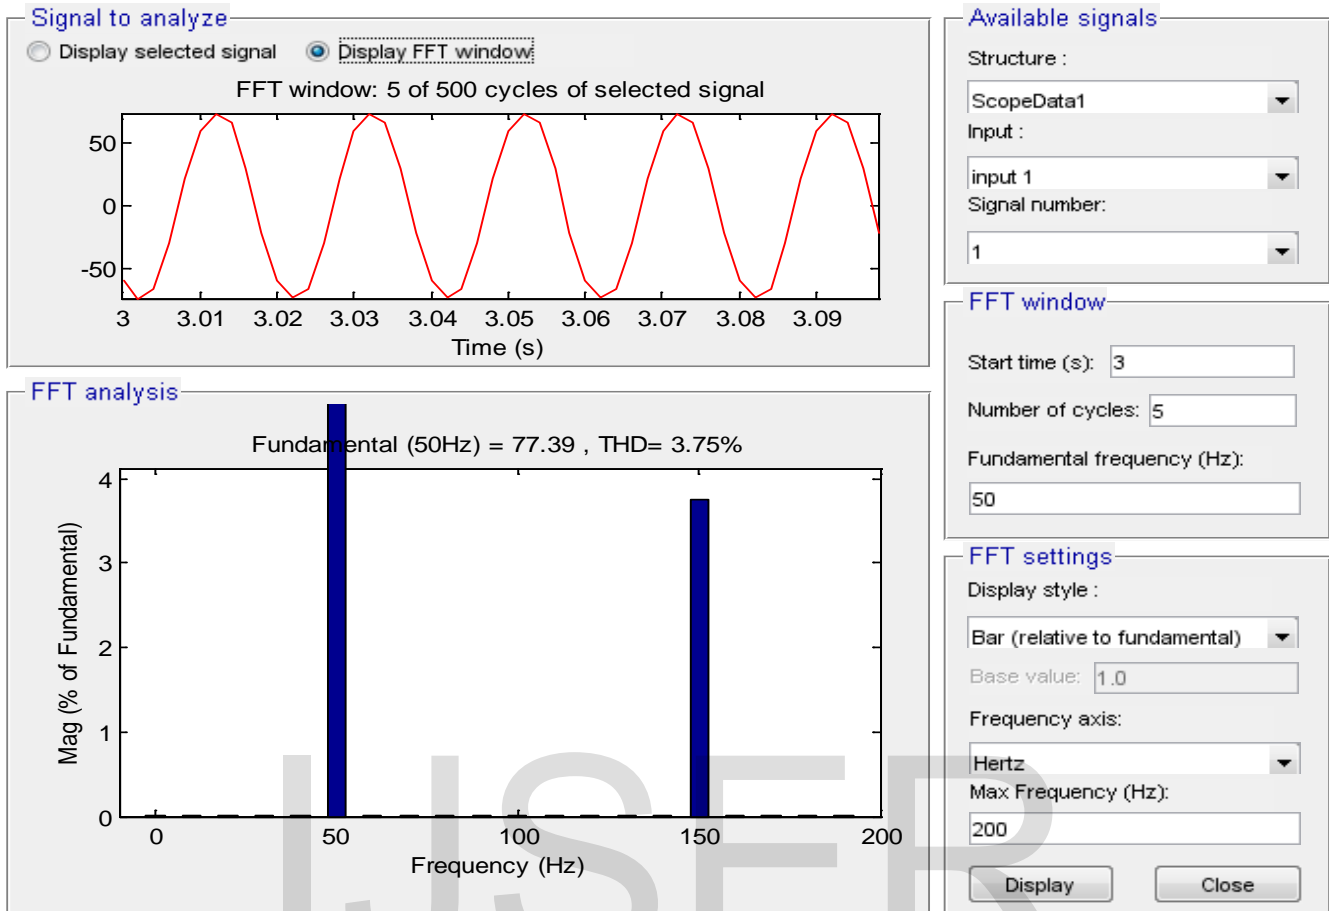 Signal to analyze
Display selected signal
Display FFT window
FFT window: 5 of 500 cycles of selected signal
50
0
-50
3 3.01 3.02 3.03 3.04 3.05 3.06 3.07 3.08 3.09
Time (s)
FFT analysis
Fundamental (50Hz) = 77.39 , THD= 3.75%
4
3
2
1
0
Mag (% of Fundamental)
0 50 100 150 200
Frequency (Hz)
Available signals
Structure :
ScopeData1
Input :
input 1
Signal number:
1
FFT window
Start time (s): 3
Number of cycles: 5
Fundamental frequency (Hz):
50
FFT settings
Display style :
Bar (relative to fundamental)
Base value: 1.0
Frequency axis:
Hertz
Max Frequency (Hz):
200
Display Close
IJSER